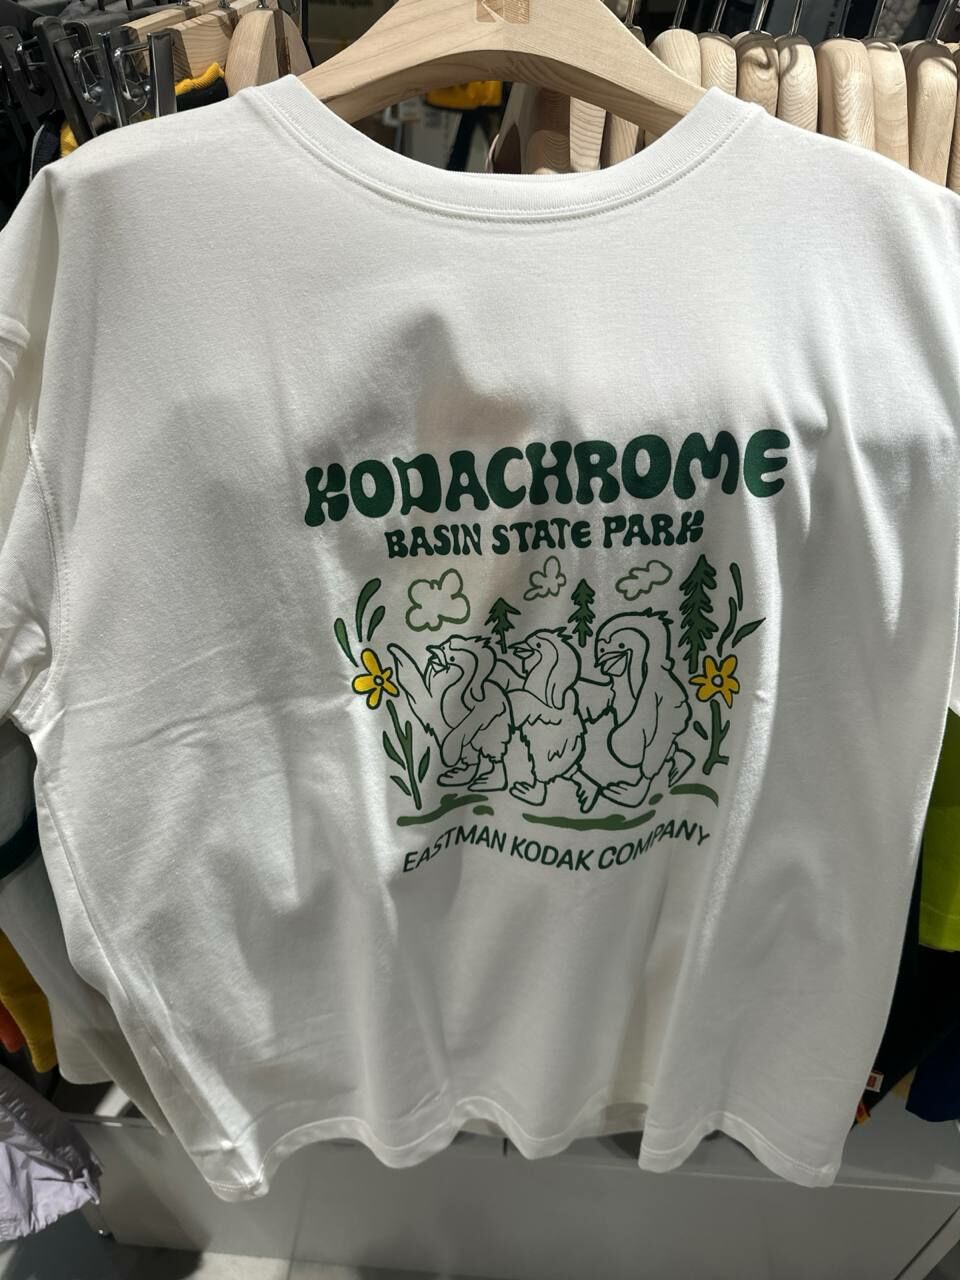 KODACHROME
BASIN STATE PARK
EASTMAN KODAK COMPANY